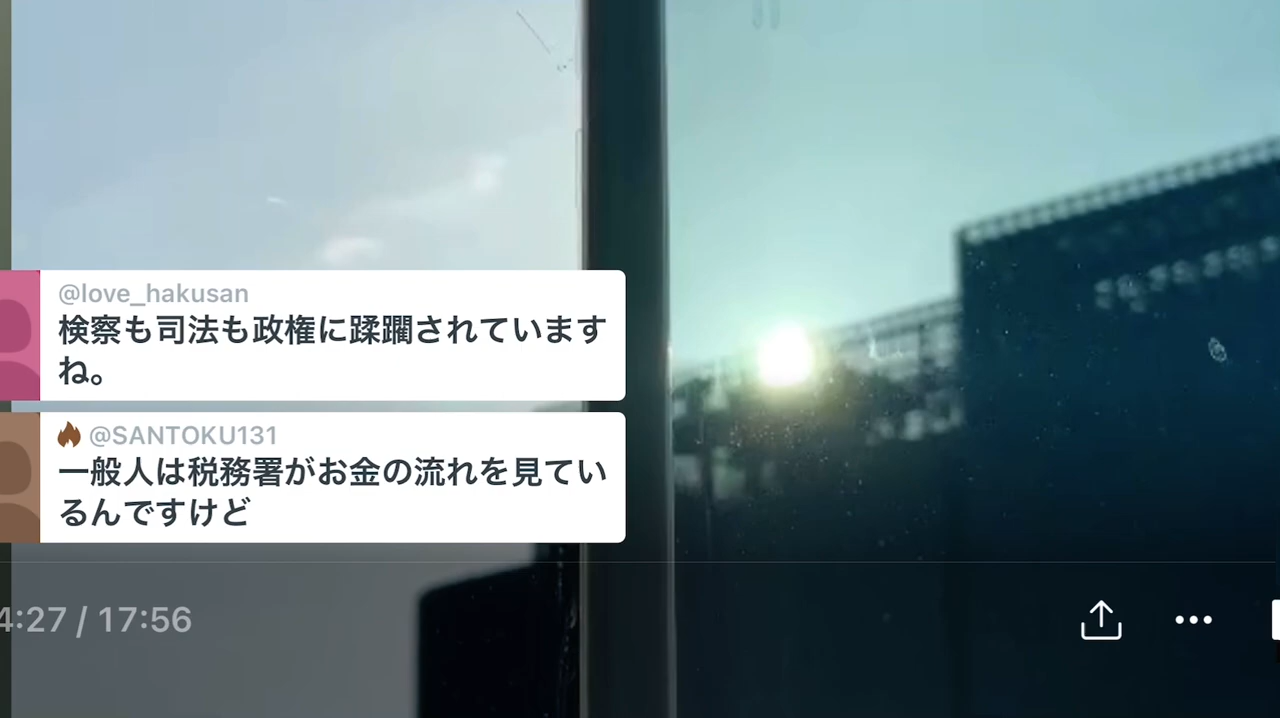 @love_hakusan
検察も司法も政権に蹂躙されています
ね。
@SANTOKU131
一般人は税務署がお金の流れを見てい
るんですけど
4:27 / 17:56